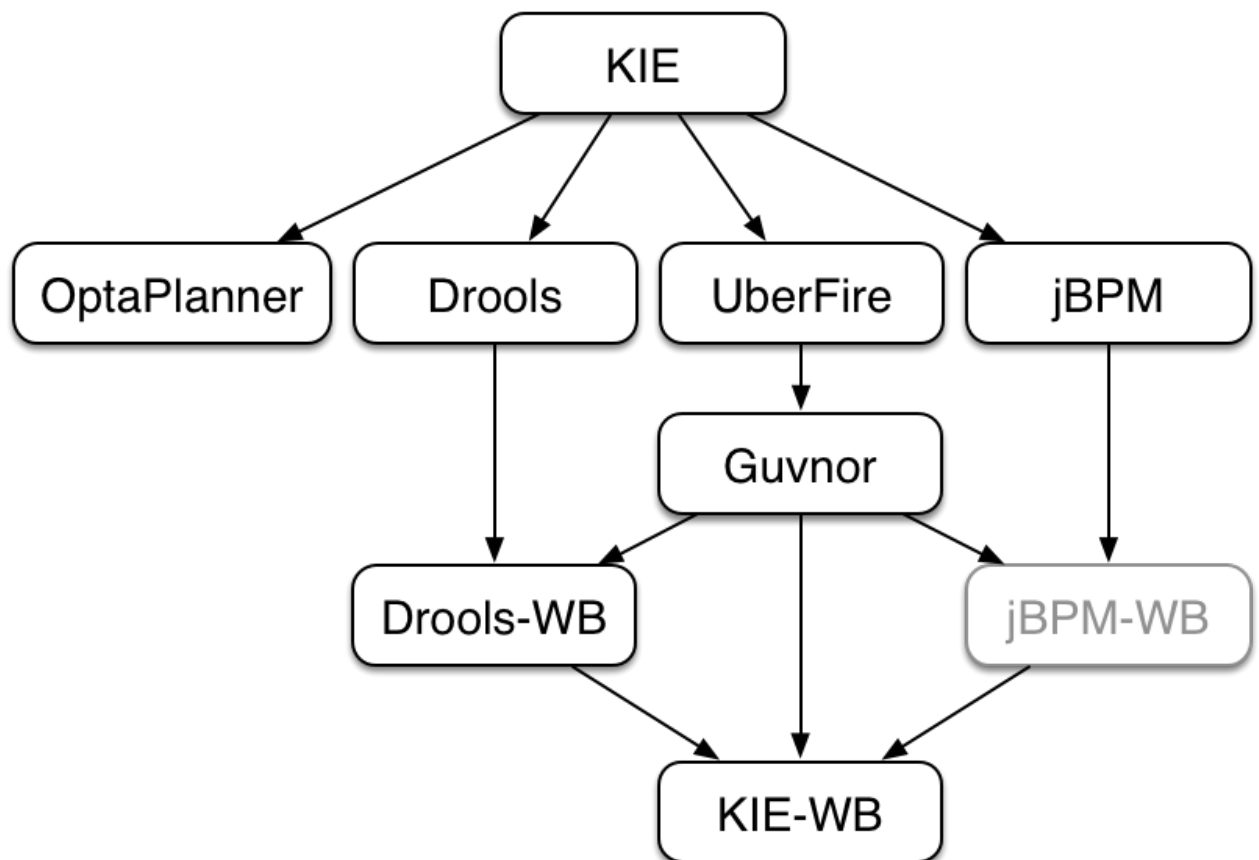 KIE
OptaPlanner
Drools
UberFire
jBPM
Guvnor
Drools-WB
jBPM-WB
KIE-WB